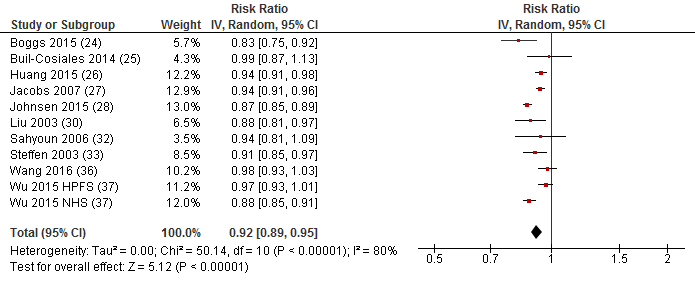 Risk Ratio Risk Ratio
Study or Subgroup Weight IV, Random, 95% CI IV, Random, 95% CI
Boggs 2015 (24) 5.7% 0.83 [0.75, 0.92]
Buil-Cosiales 2014 (25) 4.3% 0.99 [0.87, 1.13]
Huang 2015 (26) 12.2% 0.94 [0.91, 0.98]
Jacobs 2007 (27) 12.9% 0.94 [0.91, 0.96]
Johnsen 2015 (28) 13.0% 0.87 [0.85, 0.89]
Liu 2003 (30) 6.7% 0.88 [0.81, 0.97]
Sahyoun 2006 (32) 3.5% 0.94 [0.81, 1.09]
Steffen 2003 (33) 8.5% 0.91 [0.85, 0.97]
Wang 2016 (36) 10.2% 0.98 [0.93, 1.03]
Wu 2015 HPFS (37) 11.2% 0.97 [0.93, 1.01]
Wu 2015 NHS (37) 12.0% 0.88 [0.85, 0.91]
Total (95% CI) 100.0% 0.92 [0.89, 0.95]
Heterogeneity: Tau² = 0.00; Chi² = 50.14, df = 10 (P < 0.00001); I² = 80%
Test for overall effect: Z = 5.12 (P < 0.00001)
0.5 0.7 1 1.5 2